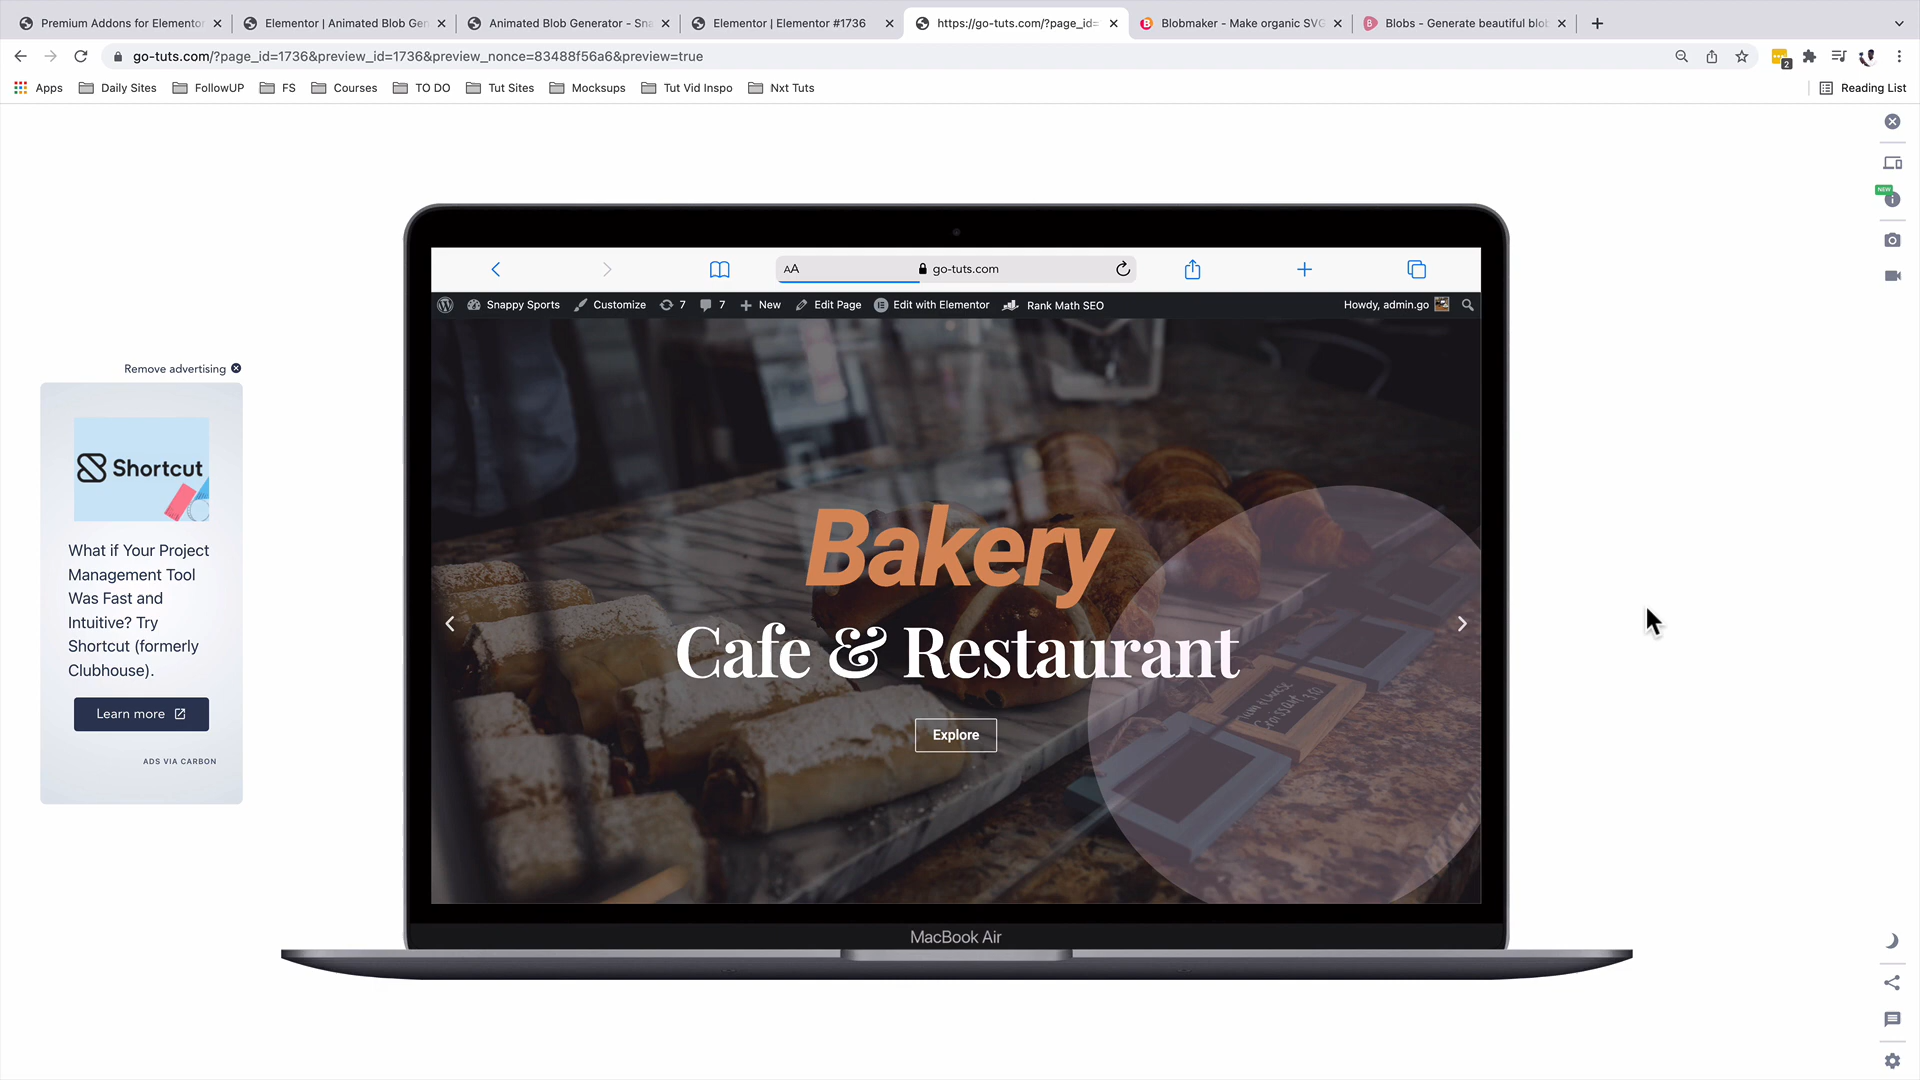 Premium Addons for Elementor
Elementor | Animated Blob Gen
Animated Blob Generator - Sna
Elementor | Elementor #1736
https://go-tuts.com/?page_id=
Blobmaker - Make organic SVG
Blobs - Generate beautiful blob
go-tuts.com/?page_id=1736&preview_id=1736&preview_nonce=83488f56a6&preview=true
2
Apps
Daily Sites
FollowUP
FS
Courses
TO DO
Tut Sites
Mocksups
Tut Vid Inspo
Nxt Tuts
Reading List
NEW
AA
go-tuts.com
Snappy Sports
Customize
7
7
New
Edit Page
Edit with Elementor
Rank Math SEO
Howdy, admin.go
Remove advertising
Shortcut
What if Your Project
Management Tool
Was Fast and
Intuitive? Try
Shortcut (formerly
Clubhouse).
Learn more
ADS VIA CARBON
Bakery
Cafe & Restaurant
Explore
MacBook Air